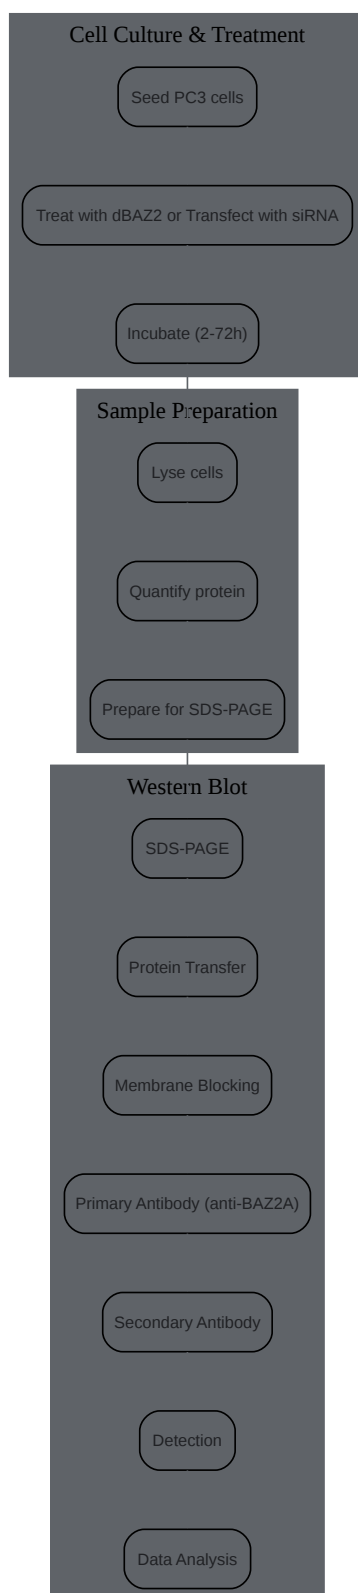 Cell Culture & Treatment
Seed PC3 cells
Treat with dBAZ2 or Transfect with siRNA
Incubate (2-72h)
Sample Preparation
Lyse cells
Quantify protein
Prepare for SDS-PAGE
Western Blot
SDS-PAGE
Protein Transfer
Membrane Blocking
Primary Antibody (anti-BAZ2A)
Secondary Antibody
Detection
Data Analysis